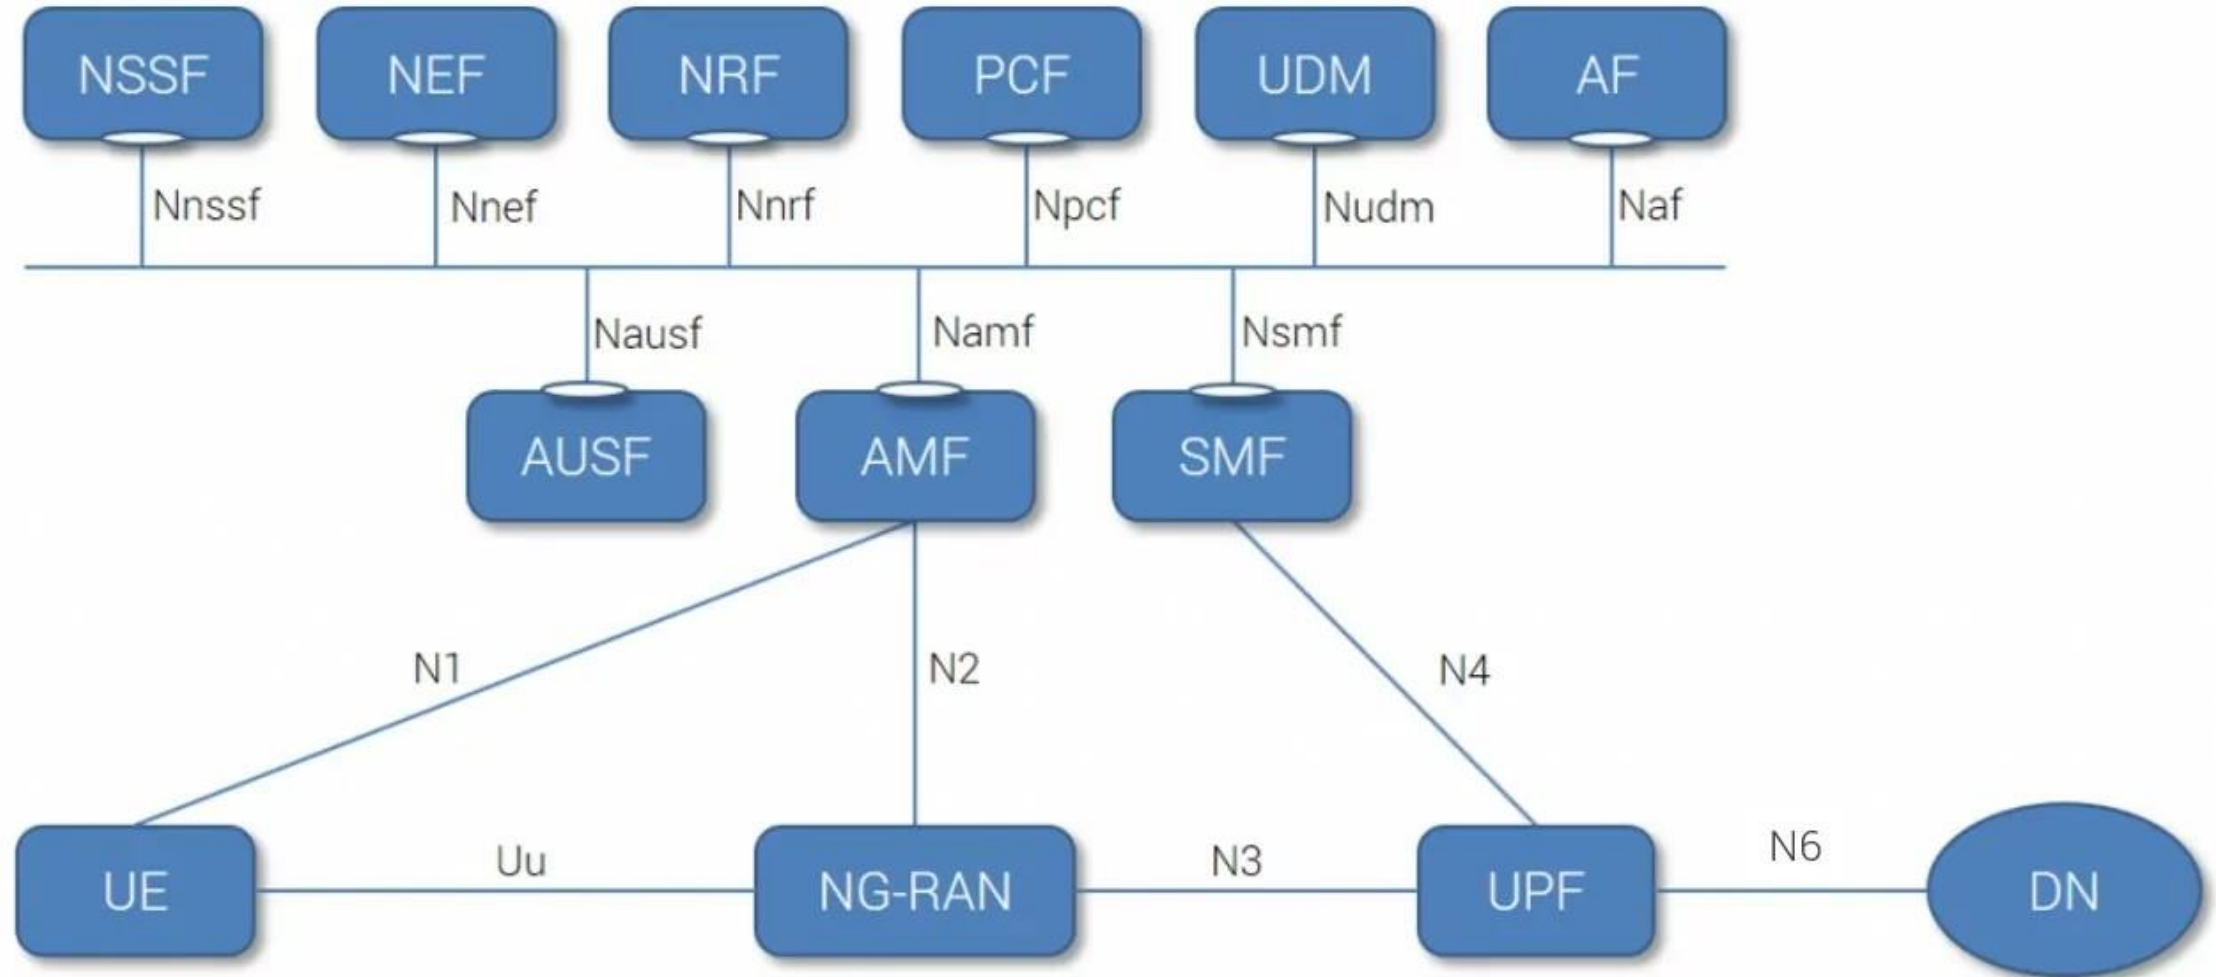 NSSF NEF NRF PCF UDM AF
Nnssf Nnef Nnrf Npcf Nudm Naf
Nausf Namf Nsmf
AUSF AMF SMF
N1 N2 N4
Uu N3 N6
UE NG-RAN UPF DN